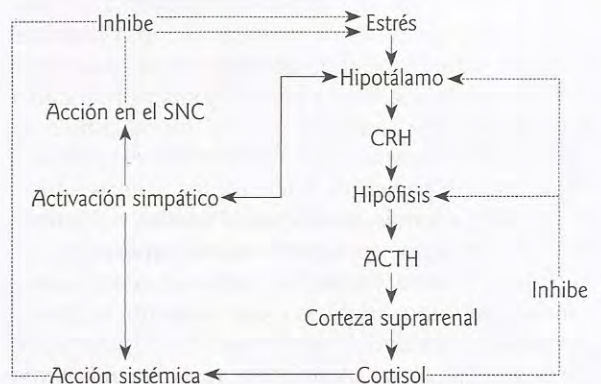 Inhibe
Estrés
Hipotálamo
Acción en el SNC
CRH
Activación simpático
Hipófisis
ACTH
Inhibe
Corteza suprarrenal
Acción sistémica
Cortisol